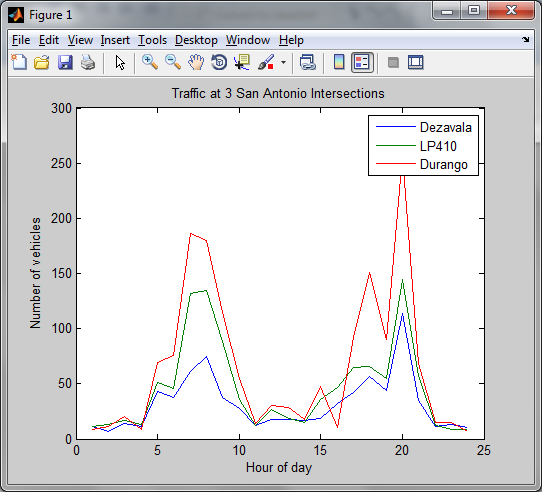 Figure 1
File Edit View Insert Tools Desktop Window Help
Traffic at 3 San Antonio Intersections
Dezavala
LP410
Durango
300
250
200
150
100
50
0
Number of vehicles
0 5 10 15 20 25
Hour of day